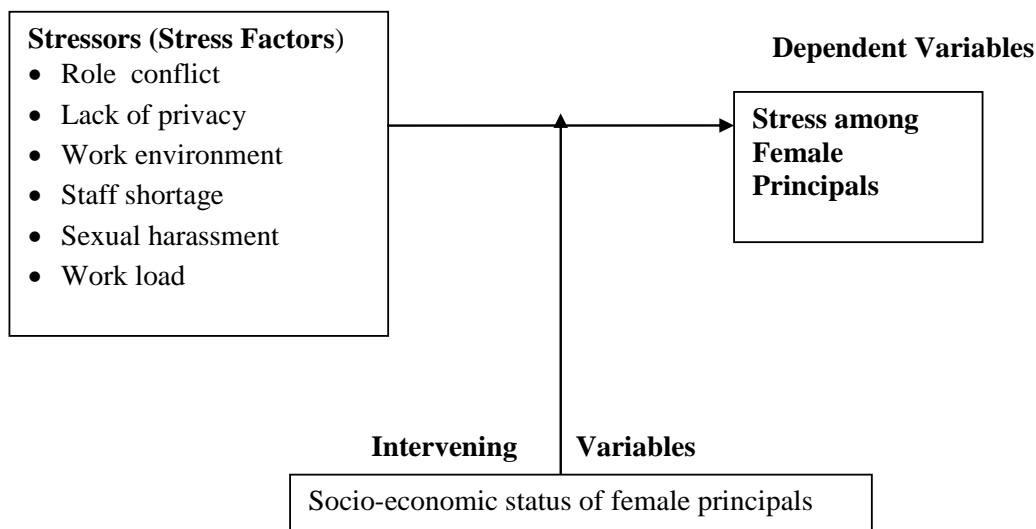 Stressors (Stress Factors)
• Role conflict
• Lack of privacy
• Work environment
• Staff shortage
• Sexual harassment
• Work load
Dependent Variables
Stress among
Female
Principals
Intervening Variables
Socio-economic status of female principals